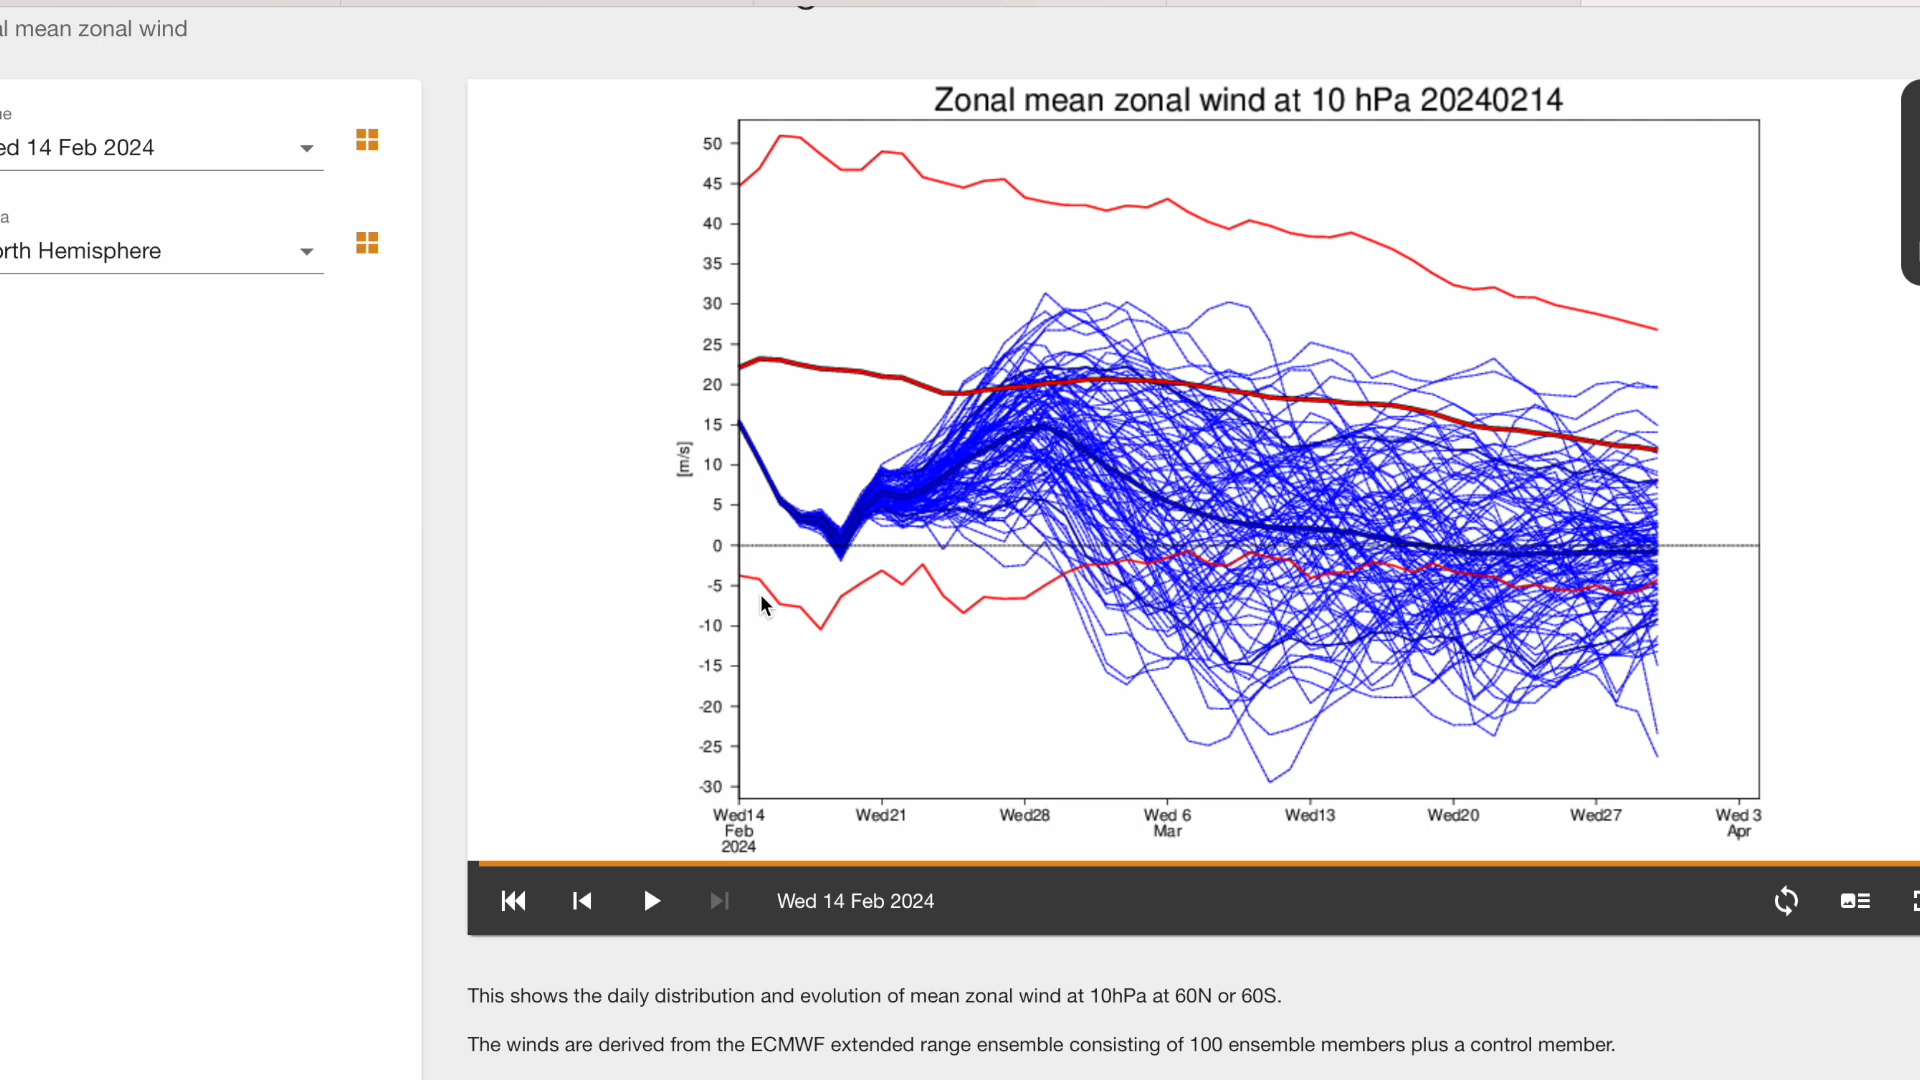 al mean zonal wind
ed 14 Feb 2024
orth Hemisphere
Zonal mean zonal wind at 10 hPa 20240214
[m/s]
50
45
40
35
30
25
20
15
10
5
0
-5
-10
-15
-20
-25
-30
Wed14 Wed21 Wed28 Wed 6 Wed13 Wed20 Wed27 Wed 3
Feb Mar Apr
2024
Wed 14 Feb 2024
This shows the daily distribution and evolution of mean zonal wind at 10hPa at 60N or 60S.
The winds are derived from the ECMWF extended range ensemble consisting of 100 ensemble members plus a control member.